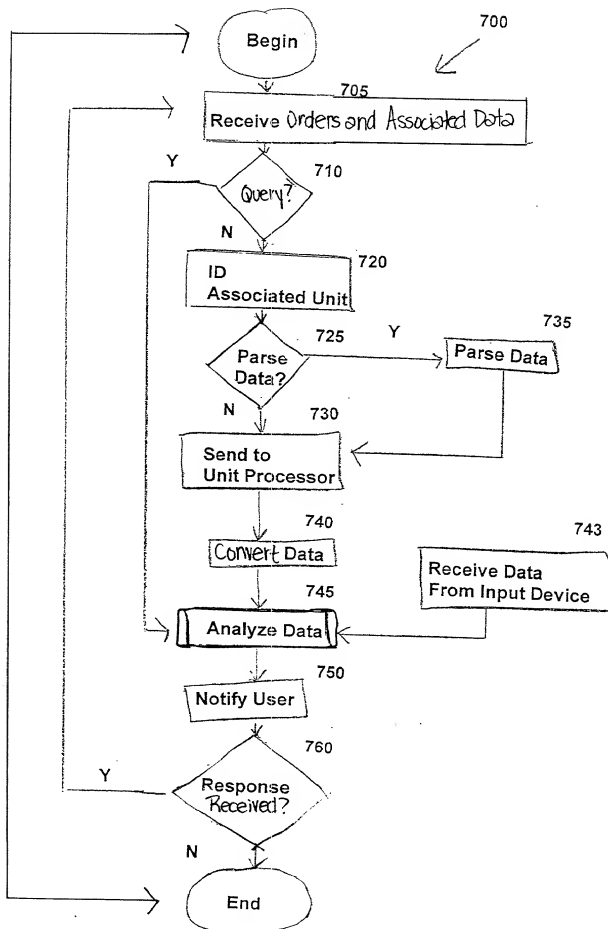 Begin
700
705
Receive Orders and Associated Data
Y
710
Query?
N
720
ID
Associated Unit
725
Y
735
Parse
Data?
Parse Data
N
730
Send to
Unit Processor
740
743
Convert Data
Receive Data
From Input Device
745
Analyze Data
750
Notify User
760
Y
Response
Received?
N
End